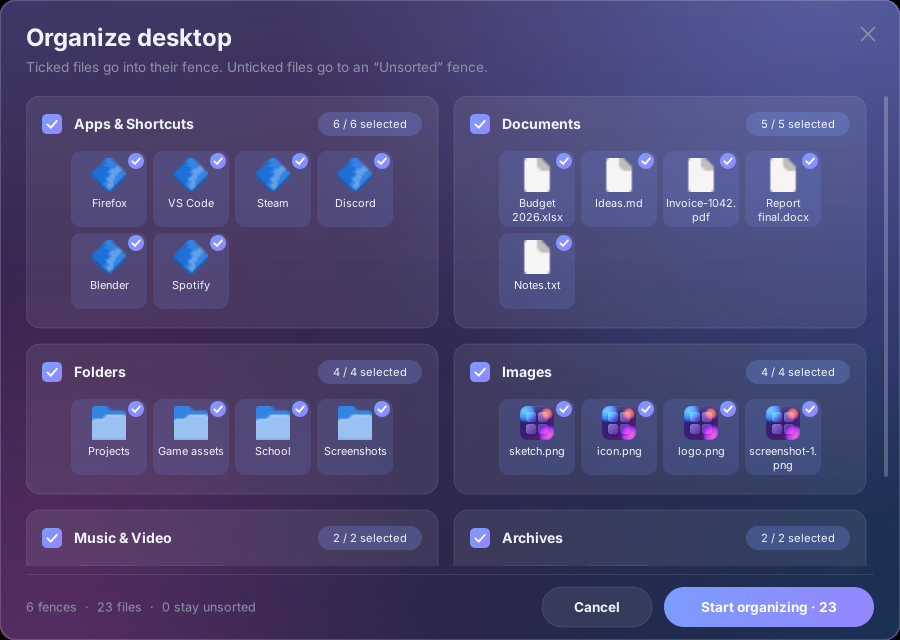 Organize desktop
Ticked files go into their fence. Unticked files go to an “Unsorted” fence.
Apps & Shortcuts
6 / 6 selected
Firefox
VS Code
Steam
Discord
Blender
Spotify
Documents
5 / 5 selected
Budget
2026.xlsx
Ideas.md
Invoice-1042.
pdf
Report
final.docx
Notes.txt
Folders
4 / 4 selected
Projects
Game assets
School
Screenshots
Images
4 / 4 selected
sketch.png
icon.png
logo.png
screenshot-1.
png
Music & Video
2 / 2 selected
Archives
2 / 2 selected
6 fences · 23 files · 0 stay unsorted
Cancel
Start organizing · 23